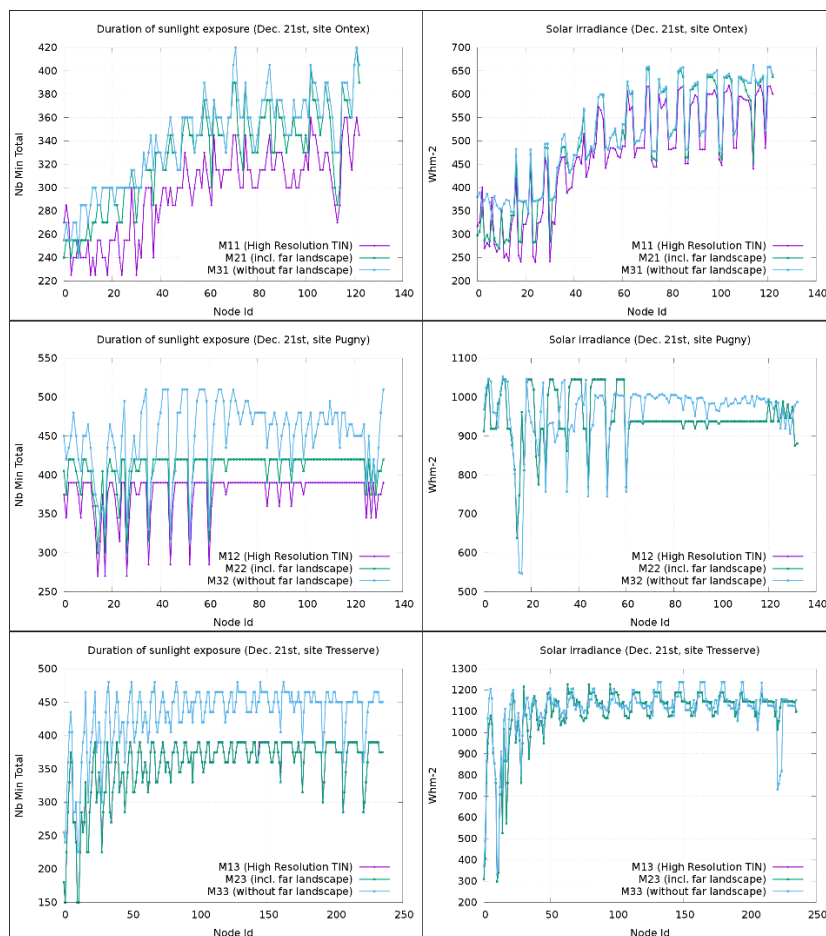 Duration of sunlight exposure (Dec. 21st, site Ontex)
Nb Min Total
420
400
380
360
340
320
300
280
260
240
220
M11 (High Resolution TIN)
M21 (incl. far landscape)
M31 (without far landscape)
0 20 40 60 80 100 120 140
Node Id
Solar irradiance (Dec. 21st, site Ontex)
Whm-2
700
650
600
550
500
450
400
350
300
250
200
M11 (High Resolution TIN)
M21 (incl. far landscape)
M31 (without far landscape)
0 20 40 60 80 100 120 140
Node Id
Duration of sunlight exposure (Dec. 21st, site Pugny)
Nb Min Total
550
500
450
400
350
300
250
M12 (High Resolution TIN)
M22 (incl. far landscape)
M32 (without far landscape)
0 20 40 60 80 100 120 140
Node Id
Solar irradiance (Dec. 21st, site Pugny)
Whm-2
1100
1000
900
800
700
600
500
M12 (High Resolution TIN)
M22 (incl. far landscape)
M32 (without far landscape)
0 20 40 60 80 100 120 140
Node Id
Duration of sunlight exposure (Dec. 21st, site Tresserve)
Nb Min Total
500
450
400
350
300
250
200
150
M13 (High Resolution TIN)
M23 (incl. far landscape)
M33 (without far landscape)
0 50 100 150 200 250
Node Id
Solar irradiance (Dec. 21st, site Tresserve)
Whm-2
1300
1200
1100
1000
900
800
700
600
500
400
300
200
M13 (High Resolution TIN)
M23 (incl. far landscape)
M33 (without far landscape)
0 50 100 150 200 250
Node Id